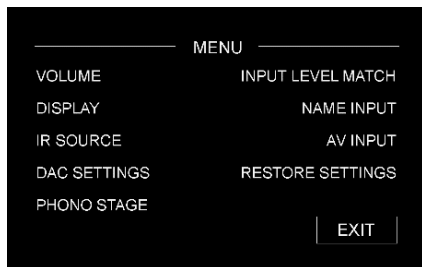 MENU
VOLUME INPUT LEVEL MATCH
DISPLAY NAME INPUT
IR SOURCE AV INPUT
DAC SETTINGS RESTORE SETTINGS
PHONO STAGE
EXIT